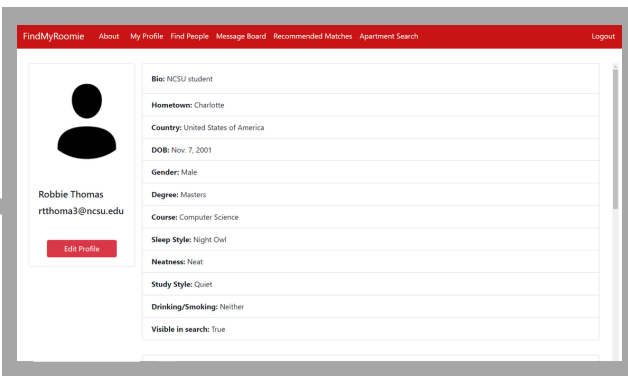 FindMyRoomie About My Profile Find People Message Board Recommended Matches Apartment Search Logout
Robbie Thomas
rtthoma3@ncsu.edu
Edit Profile
Bio: NCSU student
Hometown: Charlotte
Country: United States of America
DOB: Nov. 7, 2001
Gender: Male
Degree: Masters
Course: Computer Science
Sleep Style: Night Owl
Neatness: Neat
Study Style: Quiet
Drinking/Smoking: Neither
Visible in search: True